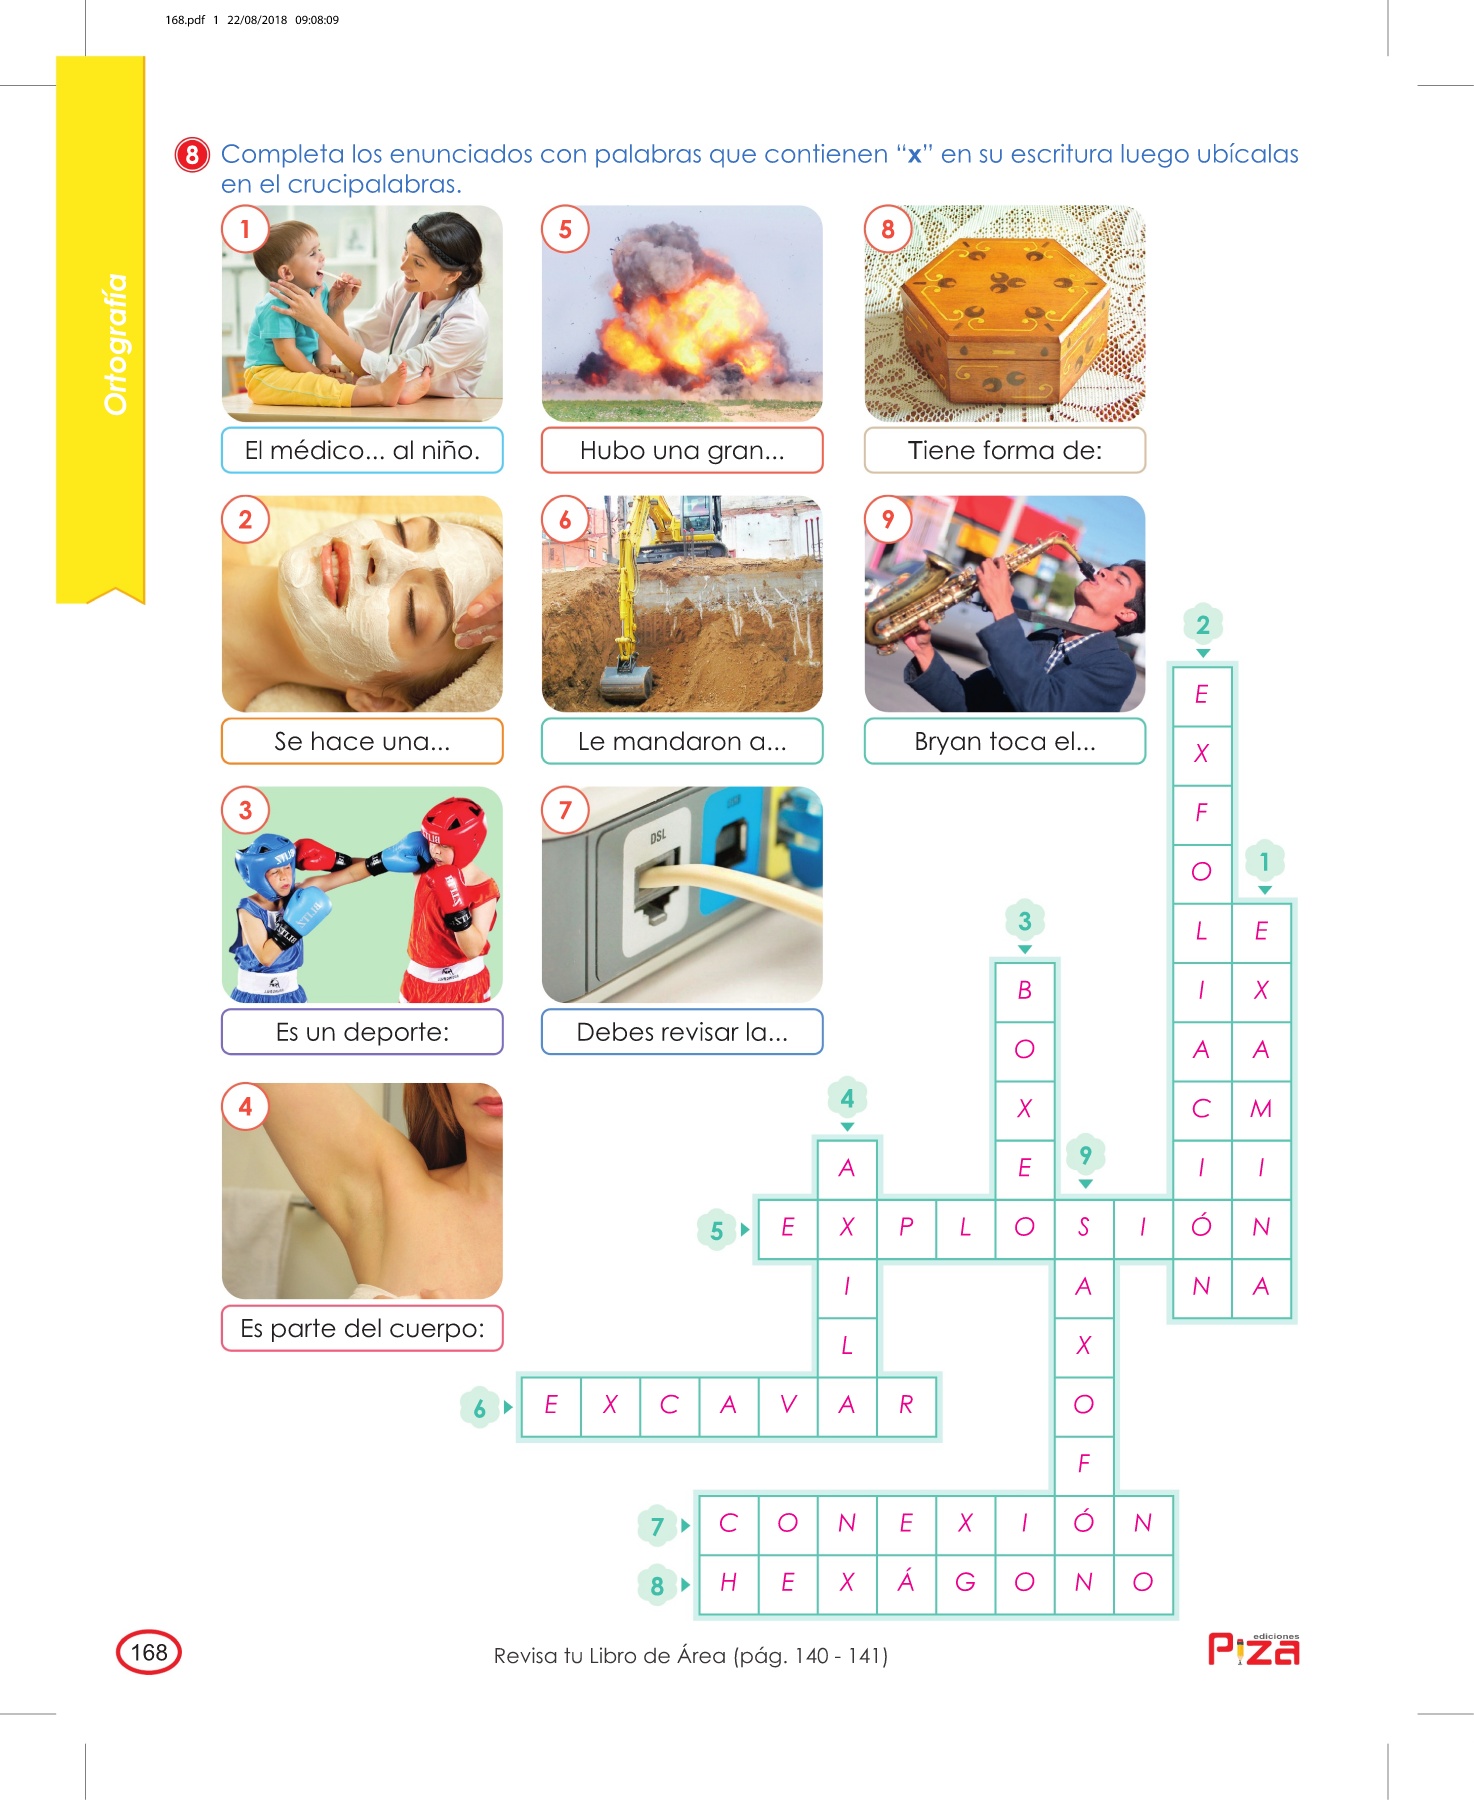 168.pdf 1 22/08/2018 09:08:09
Ortografía
8 Completa los enunciados con palabras que contienen “x” en su escritura luego ubícalas
en el crucipalabras.
1
El médico... al niño.
5
Hubo una gran...
8
Tiene forma de:
2
Se hace una...
6
Le mandaron a...
9
Bryan toca el...
3
Es un deporte:
7
DSL
Debes revisar la...
4
Es parte del cuerpo:
2
E
X
F
O
1
L E
3
B I X
O A A
4
X C M
9
A E I I
5 E X P L O S I Ó N
I A N A
L X
6 E X C A V A R O
F
7 C O N E X I Ó N
8 H E X Á G O N O
168
Revisa tu Libro de Área (pág. 140 - 141)
ediciones
Piza